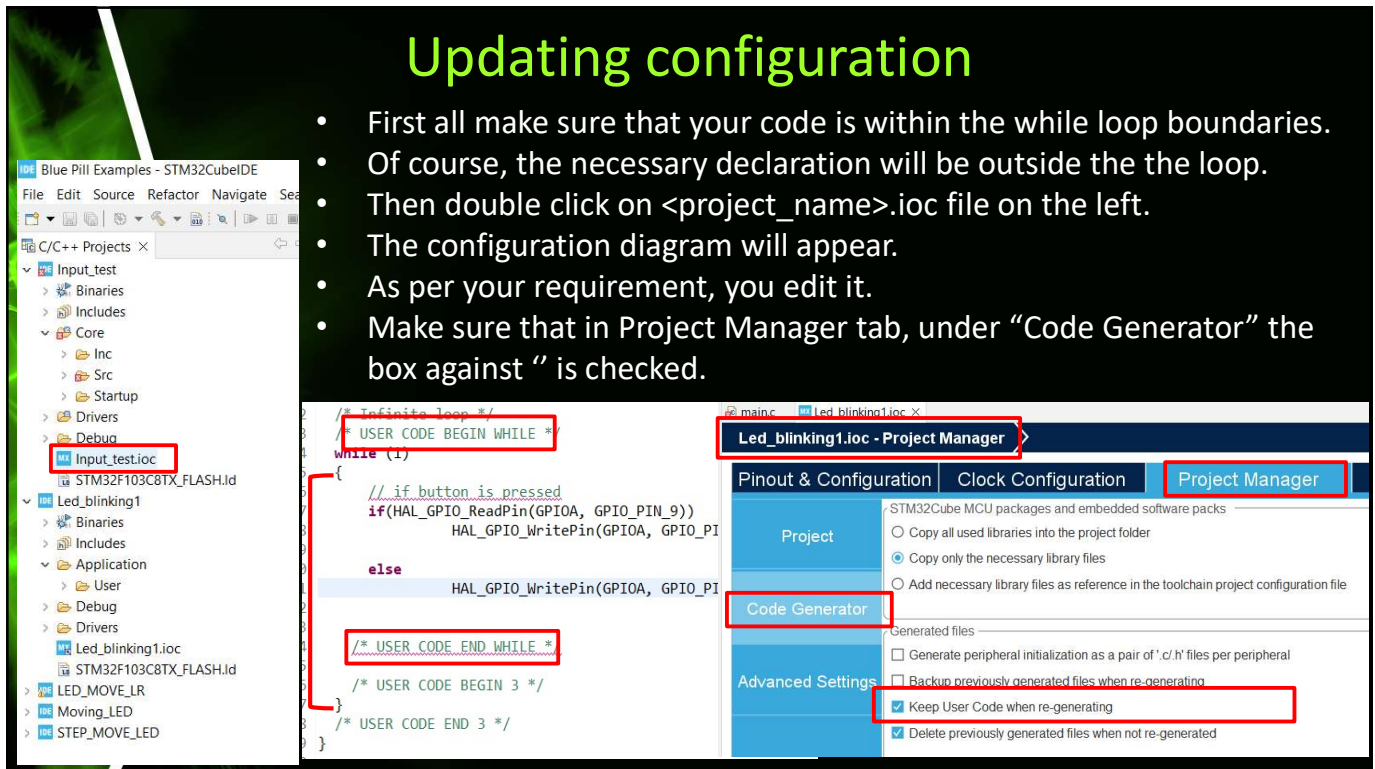 Updating configuration
• First all make sure that your code is within the while loop boundaries.
• Of course, the necessary declaration will be outside the the loop.
• Then double click on <project_name>.ioc file on the left.
• The configuration diagram will appear.
• As per your requirement, you edit it.
• Make sure that in Project Manager tab, under “Code Generator” the
box against ‘’ is checked.
IDE Blue Pill Examples - STM32CubeIDE
File Edit Source Refactor Navigate Sea
C/C++ Projects
Input_test
Binaries
Includes
Core
Inc
Src
Startup
Drivers
Debug
MX Input_test.ioc
STM32F103C8TX_FLASH.ld
IDE Led_blinking1
Binaries
Includes
Application
User
Debug
Drivers
MX Led_blinking1.ioc
STM32F103C8TX_FLASH.ld
LED_MOVE_LR
IDE Moving_LED
IDE STEP_MOVE_LED
/* Infinite loop */
/* USER CODE BEGIN WHILE */
while (1)
{
// if button is pressed
if(HAL_GPIO_ReadPin(GPIOA, GPIO_PIN_9))
HAL_GPIO_WritePin(GPIOA, GPIO_PI
else
HAL_GPIO_WritePin(GPIOA, GPIO_PI
/* USER CODE END WHILE */
/* USER CODE BEGIN 3 */
}
/* USER CODE END 3 */
}
main.c MX Led_blinking1.ioc
Led_blinking1.ioc - Project Manager
Pinout & Configuration Clock Configuration Project Manager
Project
Code Generator
Advanced Settings
STM32Cube MCU packages and embedded software packs
Copy all used libraries into the project folder
Copy only the necessary library files
Add necessary library files as reference in the toolchain project configuration file
Generated files
Generate peripheral initialization as a pair of '.c/.h' files per peripheral
Backup previously generated files when re-generating
Keep User Code when re-generating
Delete previously generated files when not re-generated